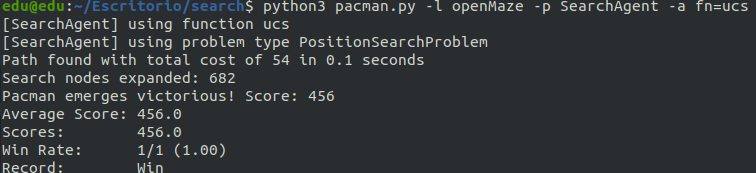 edu@edu:~/Escritorio/search$ python3 pacman.py -l openMaze -p SearchAgent -a fn=ucs
[SearchAgent] using function ucs
[SearchAgent] using problem type PositionSearchProblem
Path found with total cost of 54 in 0.1 seconds
Search nodes expanded: 682
Pacman emerges victorious! Score: 456
Average Score: 456.0
Scores:        456.0
Win Rate:      1/1 (1.00)
Record:        Win